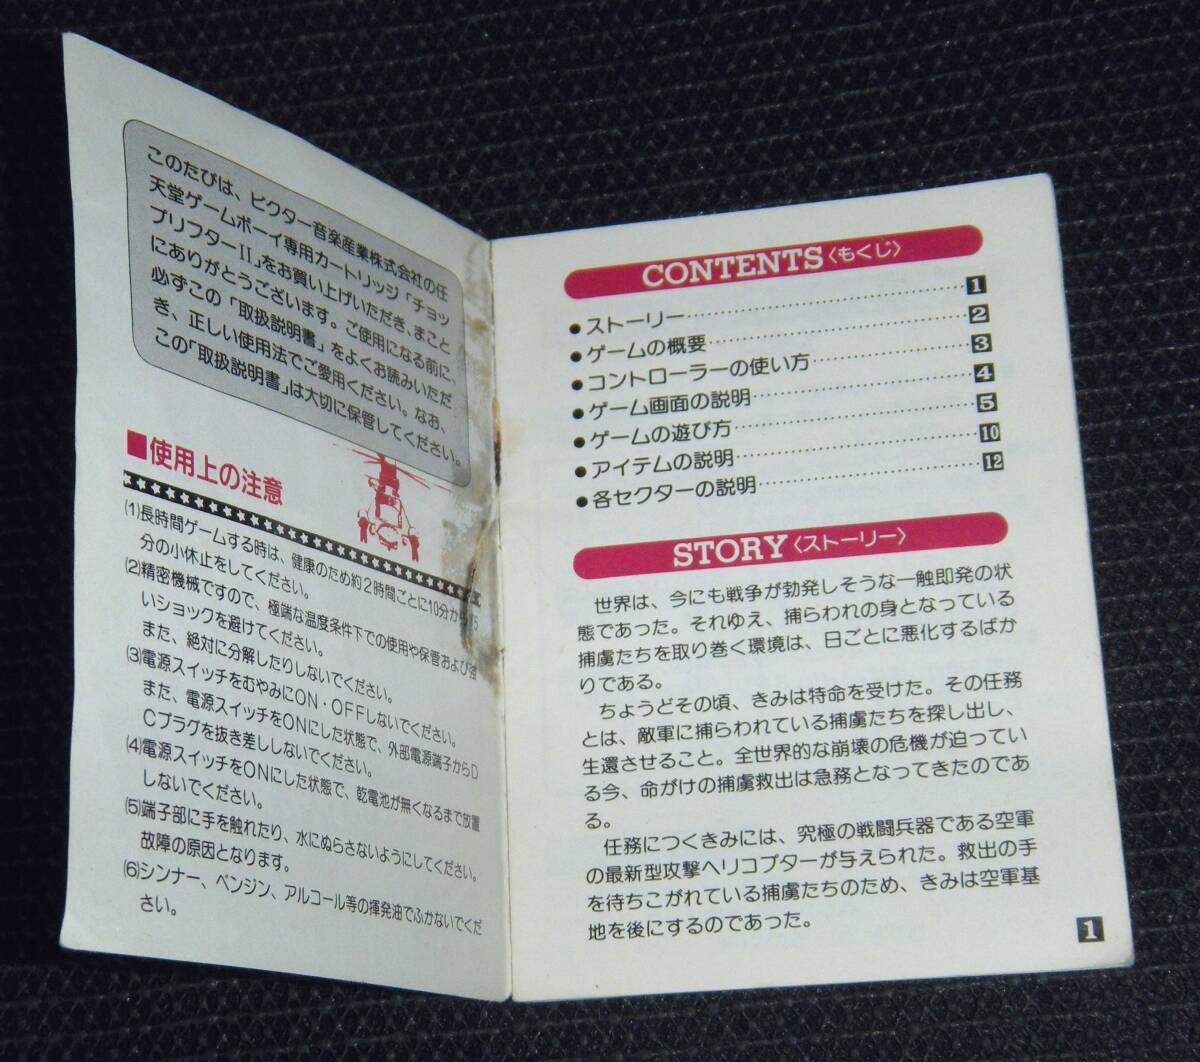 このたびは、ビクター音楽産業株式会社の任
天堂ゲームボーイ専用カートリッジ「チョッ
プリフターII」をお買い上げいただき、まこと
にありがとうございます。ご使用になる前に、
必ずこの「取扱説明書」をよくお読みいただ
き、正しい使用法でご愛用ください。なお、
この「取扱説明書」は大切に保管してください。
■使用上の注意
(1)長時間ゲームする時は、健康のため約2時間ごとに10分から15
分の小休止をしてください。
(2)精密機械ですので、極端な温度条件下での使用や保管および強
いショックを避けてください。
また、絶対に分解したりしないでください。
(3)電源スイッチをむやみにON・OFFしないでください。
また、電源スイッチをONにした状態で、外部電源端子からD
Cプラグを抜き差ししないでください。
(4)電源スイッチをONにした状態で、乾電池が無くなるまで放置
しないでください。
(5)端子部に手を触れたり、水にぬらさないようにしてください。
故障の原因となります。
(6)シンナー、ベンジン、アルコール等の揮発油でふかないでくだ
さい。
CONTENTS〈もくじ〉
●ストーリー……1
●ゲームの概要……2
●コントローラーの使い方……3
●ゲーム画面の説明……4
●ゲームの遊び方……5
●アイテムの説明……10
●各セクターの説明……12
STORY〈ストーリー〉
世界は、今にも戦争が勃発しそうな一触即発の状
態であった。それゆえ、捕らわれの身となっている
捕虜たちを取り巻く環境は、日ごとに悪化するばか
りである。
ちょうどその頃、きみは特命を受けた。その任務
とは、敵軍に捕らわれている捕虜たちを探し出し、
生還させること。全世界的な崩壊の危機が迫ってい
る今、命がけの捕虜救出は急務となってきたのであ
る。
任務につくきみには、究極の戦闘兵器である空軍
の最新型攻撃ヘリコプターが与えられた。救出の手
を待ちこがれている捕虜たちのため、きみは空軍基
地を後にするのであった。
1